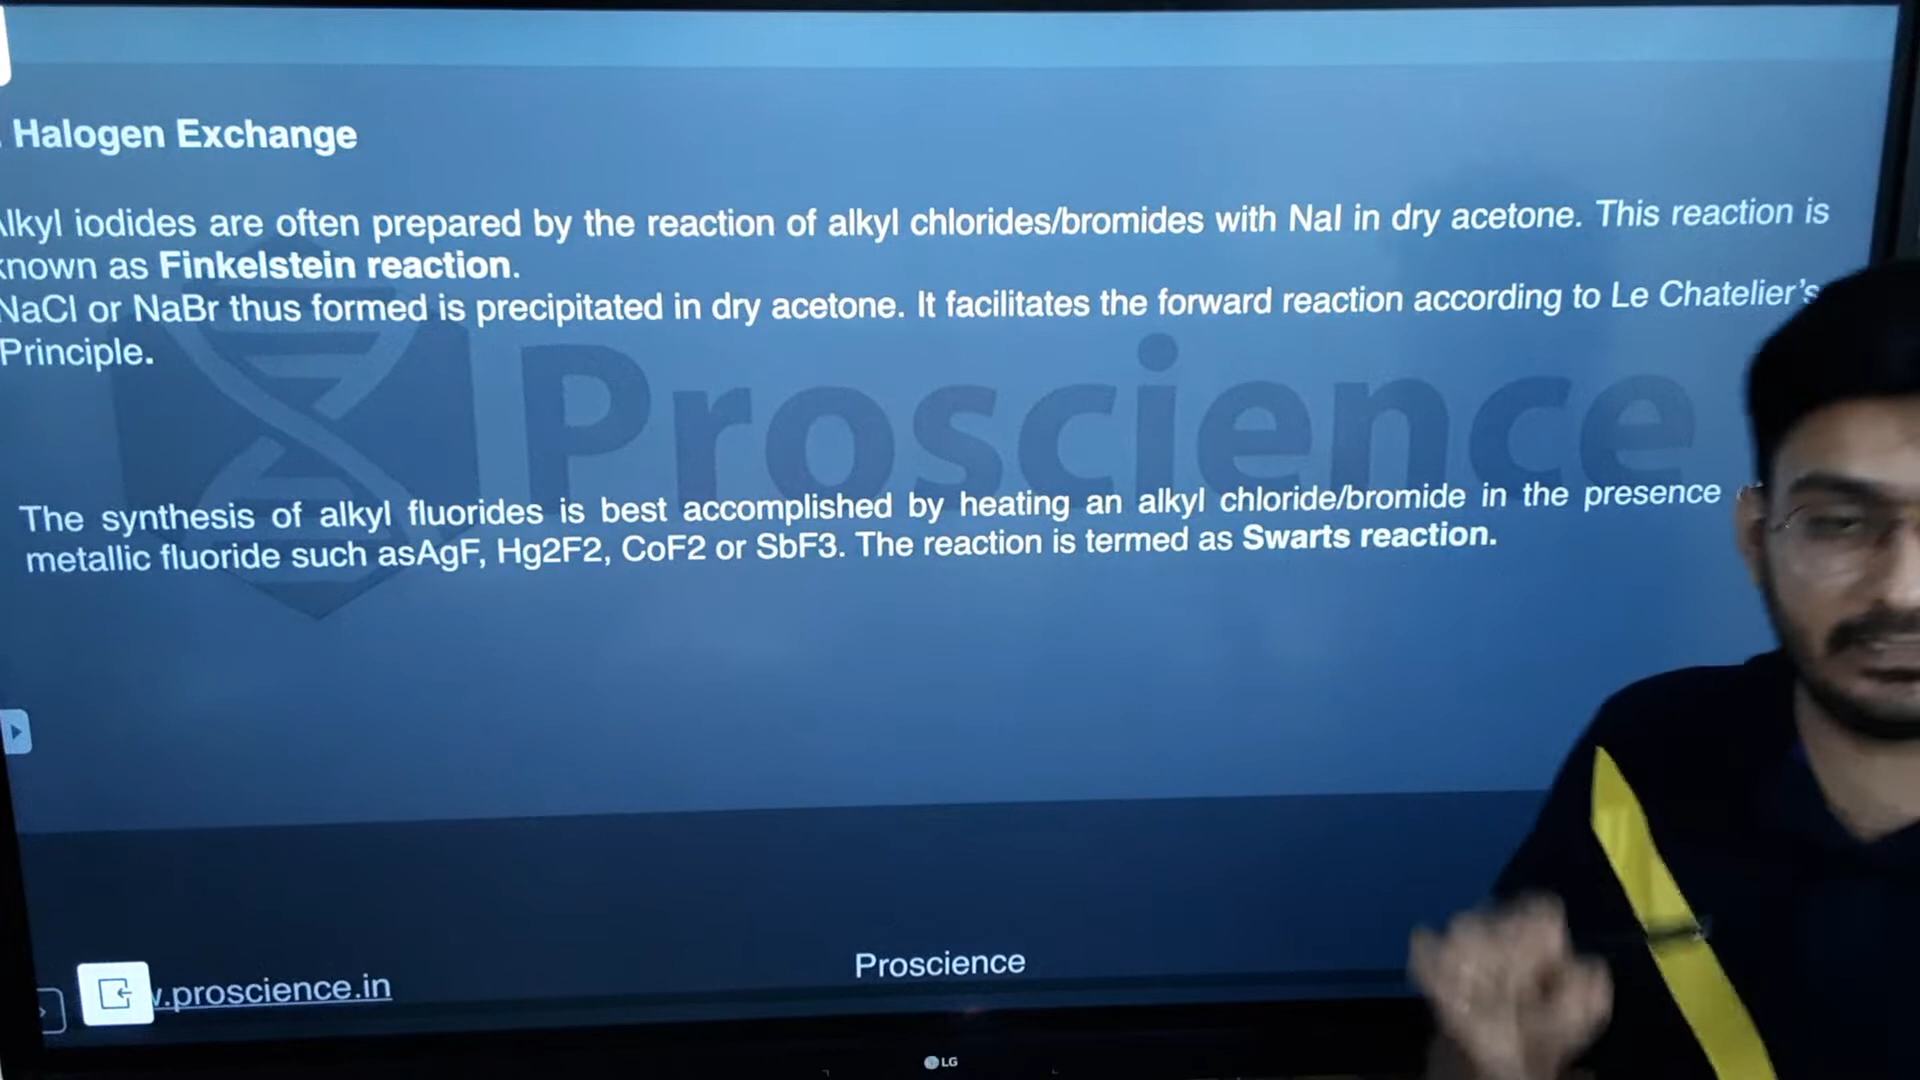 Halogen Exchange
lkyl iodides are often prepared by the reaction of alkyl chlorides/bromides with NaI in dry acetone. This reaction is
known as Finkelstein reaction.
NaCl or NaBr thus formed is precipitated in dry acetone. It facilitates the forward reaction according to Le Chatelier's
Principle.
Proscience
The synthesis of alkyl fluorides is best accomplished by heating an alkyl chloride/bromide in the presence
metallic fluoride such asAgF, Hg2F2, CoF2 or SbF3. The reaction is termed as Swarts reaction.
Proscience
.proscience.in
LG